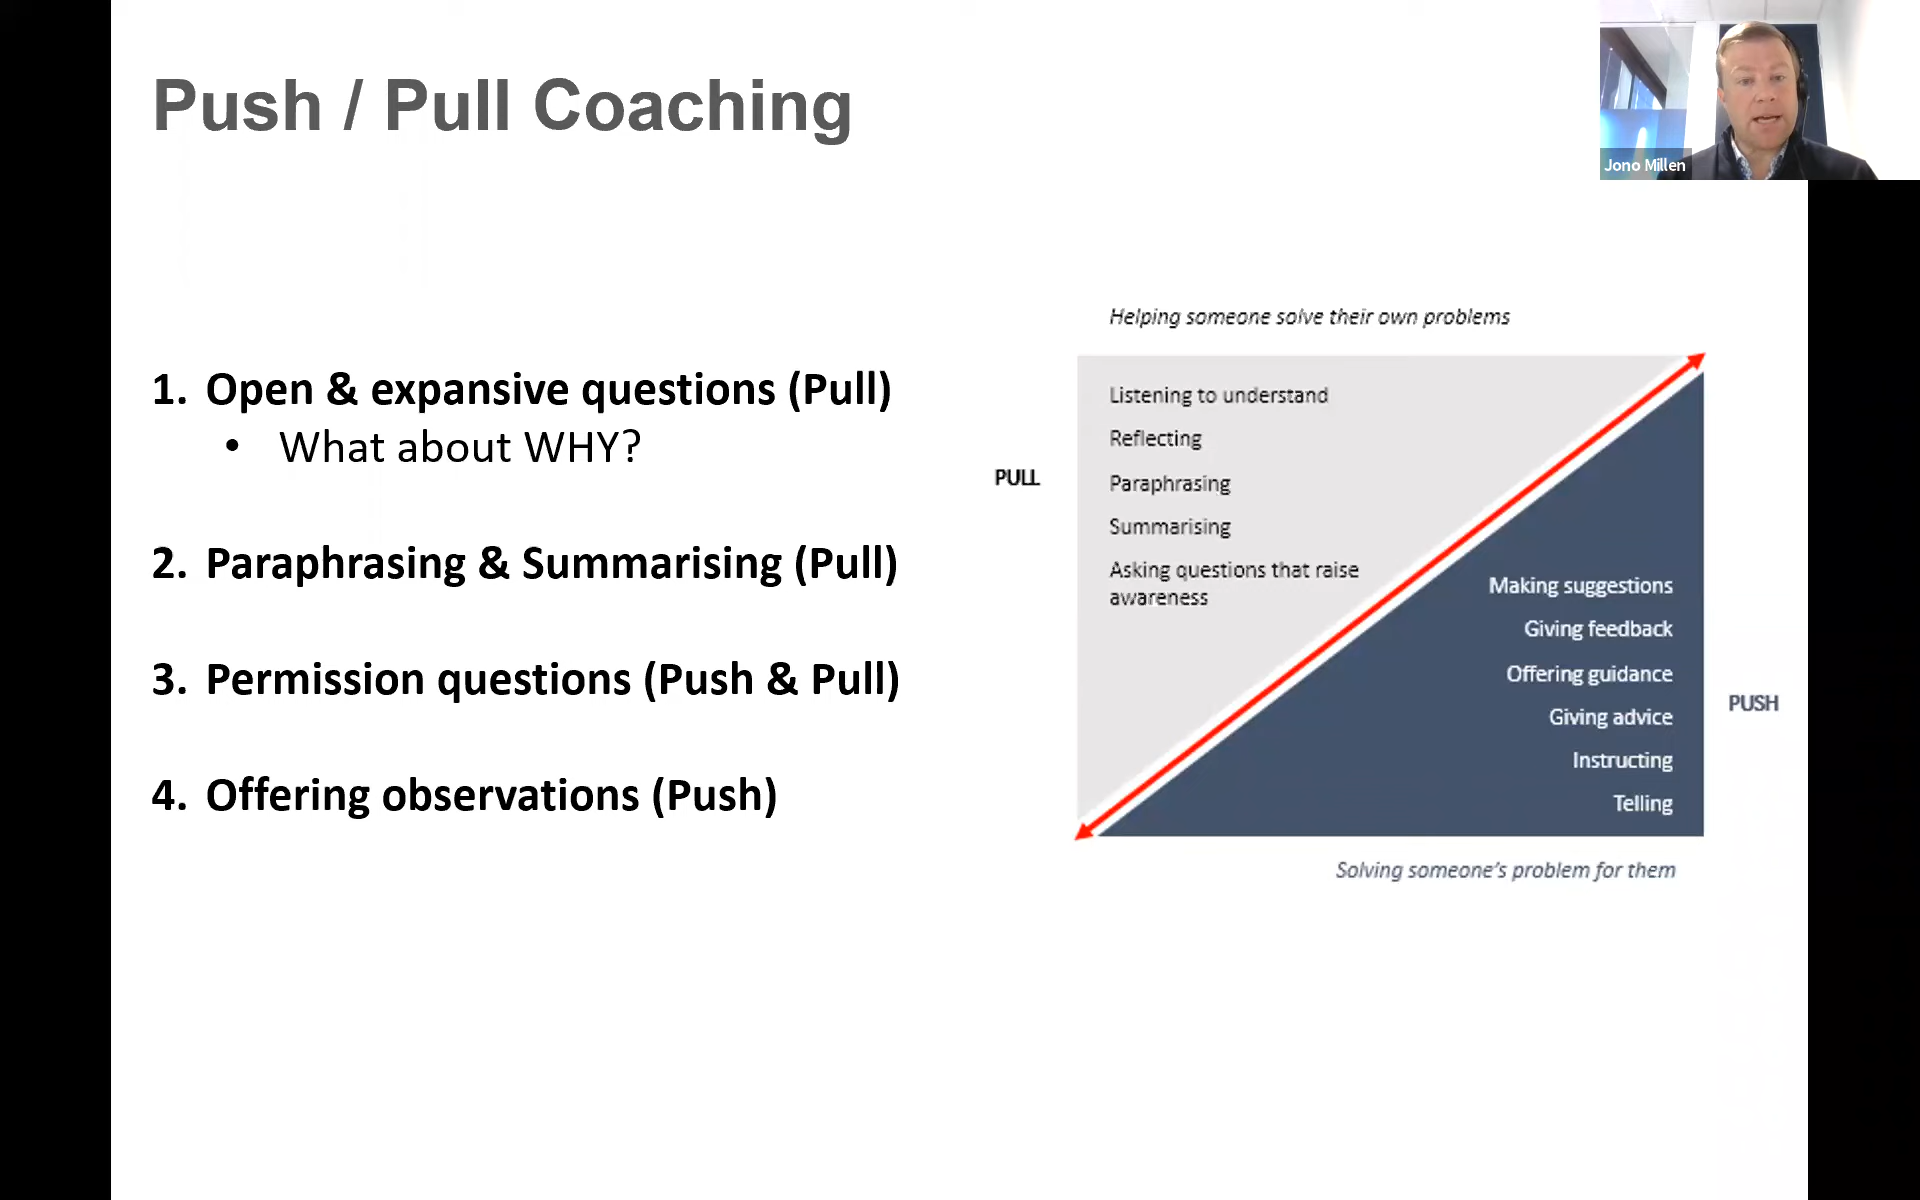 Push / Pull Coaching
Jono Millen
1. Open & expansive questions (Pull)
• What about WHY?
2. Paraphrasing & Summarising (Pull)
3. Permission questions (Push & Pull)
4. Offering observations (Push)
Helping someone solve their own problems
PULL
Listening to understand
Reflecting
Paraphrasing
Summarising
Asking questions that raise
awareness
Making suggestions
Giving feedback
Offering guidance
Giving advice
Instructing
Telling
PUSH
Solving someone's problem for them